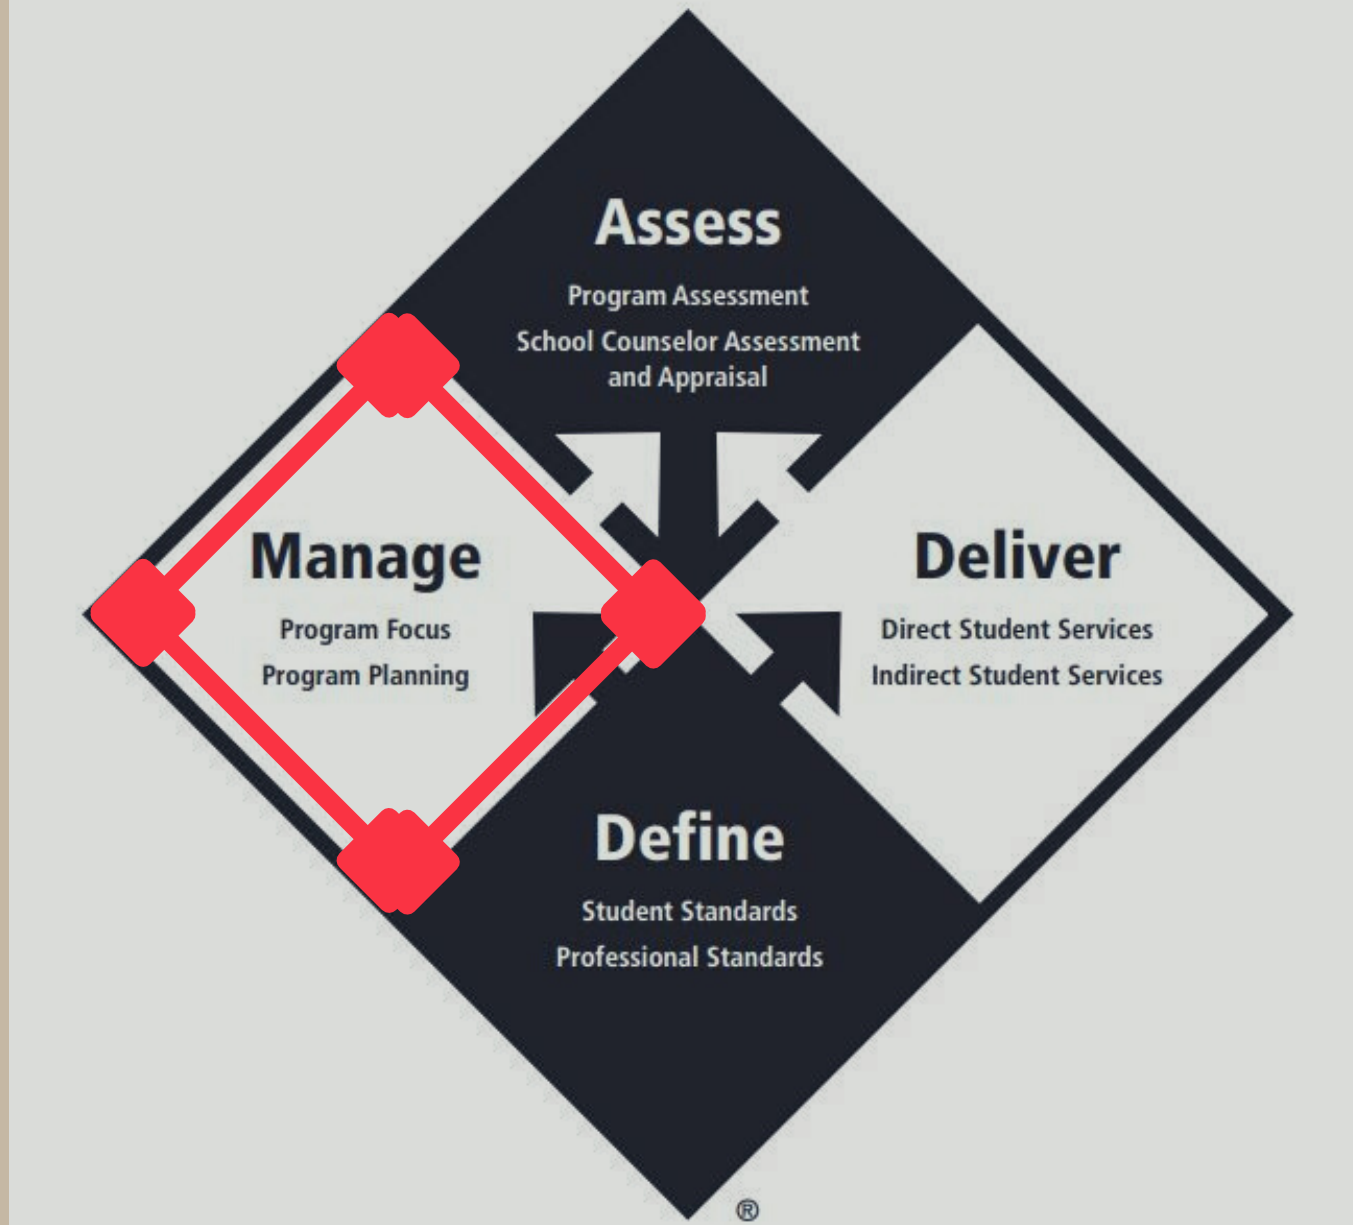 Assess
Program Assessment
School Counselor Assessment
and Appraisal
Manage
Program Focus
Program Planning
Deliver
Direct Student Services
Indirect Student Services
Define
Student Standards
Professional Standards
®